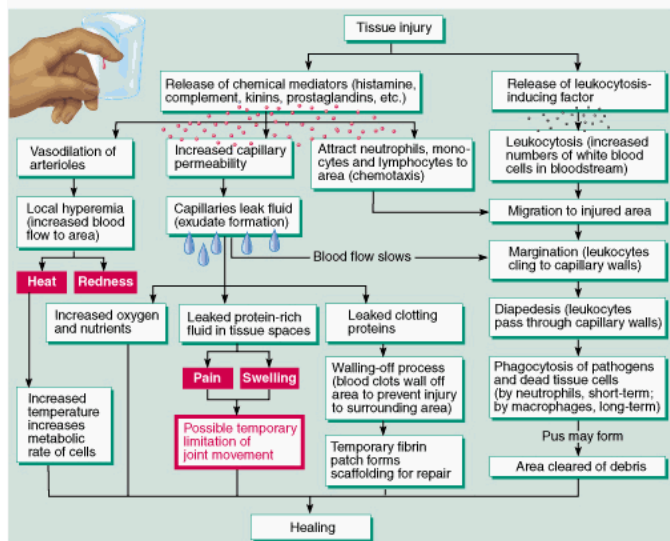 Tissue injury
Release of chemical mediators (histamine,
complement, kinins, prostaglandins, etc.)
Release of leukocytosis-
inducing factor
Vasodilation of
arterioles
Increased capillary
permeability
Attract neutrophils, mono-
cytes and lymphocytes to
area (chemotaxis)
Leukocytosis (increased
numbers of white blood
cells in bloodstream)
Local hyperemia
(increased blood
flow to area)
Capillaries leak fluid
(exudate formation)
Migration to injured area
Blood flow slows
Margination (leukocytes
cling to capillary walls)
Heat
Redness
Increased oxygen
and nutrients
Leaked protein-rich
fluid in tissue spaces
Leaked clotting
proteins
Diapedesis (leukocytes
pass through capillary walls)
Pain
Swelling
Walling-off process
(blood clots wall off
area to prevent injury
to surrounding area)
Phagocytosis of pathogens
and dead tissue cells
(by neutrophils, short-term;
by macrophages, long-term)
Increased
temperature
increases
metabolic
rate of cells
Possible temporary
limitation of
joint movement
Temporary fibrin
patch forms
scaffolding for repair
Pus may form
Area cleared of debris
Healing